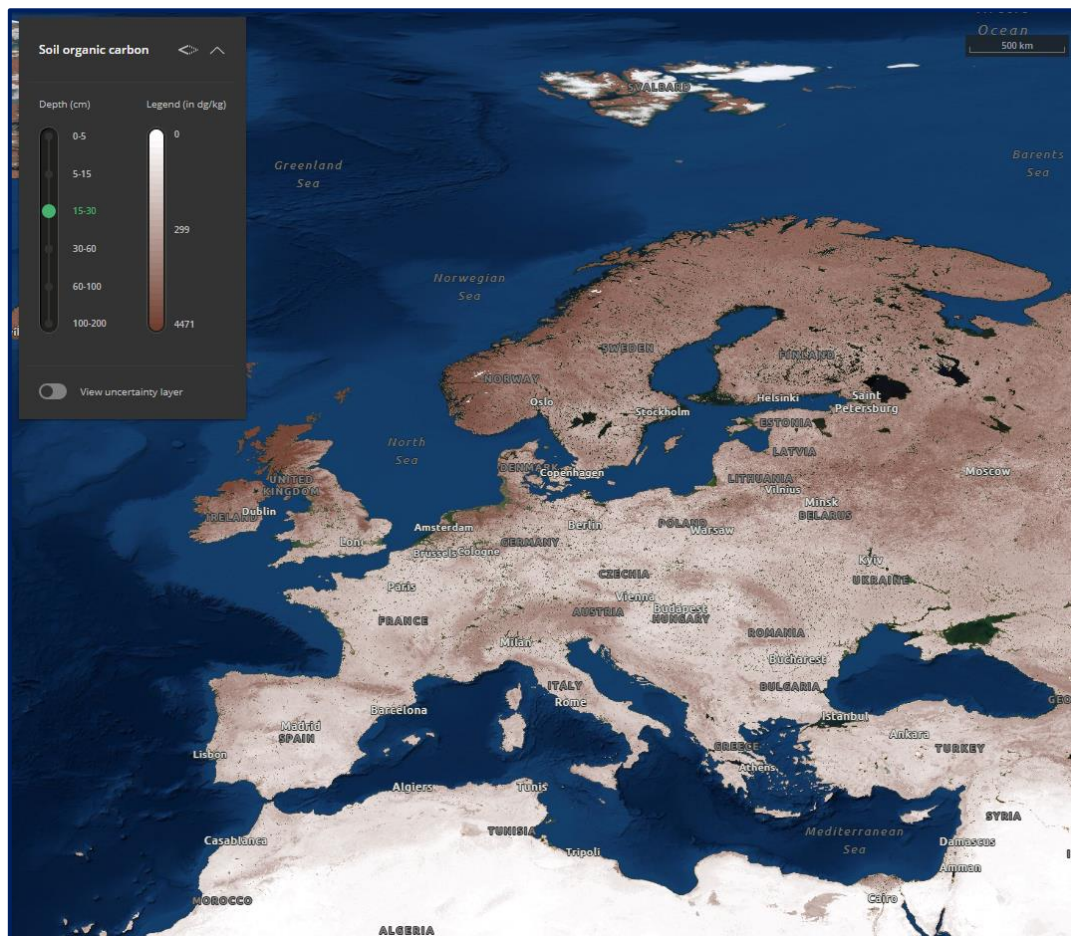 Soil organic carbon
Depth (cm)
Legend (in dg/kg)
0-5
5-15
15-30
30-60
60-100
100-200
0
299
4471
View uncertainty layer
Ocean
500 km
SVALBARD
Greenland
Sea
Barents
Sea
Norwegian
Sea
SWEDEN
FINLAND
NORWAY
Oslo
Helsinki
Saint
Petersburg
Stockholm
ESTONIA
North
Sea
LATVIA
DENMARK
Copenhagen
LITHUANIA
Vilnius
Moscow
UNITED
KINGDOM
Minsk
BELARUS
Dublin
IRELAND
Amsterdam
Berlin
POLAND
Warsaw
Lon
Brussels
Cologne
GERMANY
Kyiv
UKRAINE
CZECHIA
Paris
Vienna
Budapest
HUNGARY
AUSTRIA
FRANCE
ROMANIA
Milan
Bucharest
ITALY
Rome
BULGARIA
GEO
Barcelona
Istanbul
Madrid
SPAIN
Ankara
TURKEY
Lisbon
GREECE
Athens
Algiers
Tunis
SYRIA
TUNISIA
Mediterranean
Sea
Casablanca
Damascus
Tripoli
Amman
MOROCCO
Cairo
ALGERIA